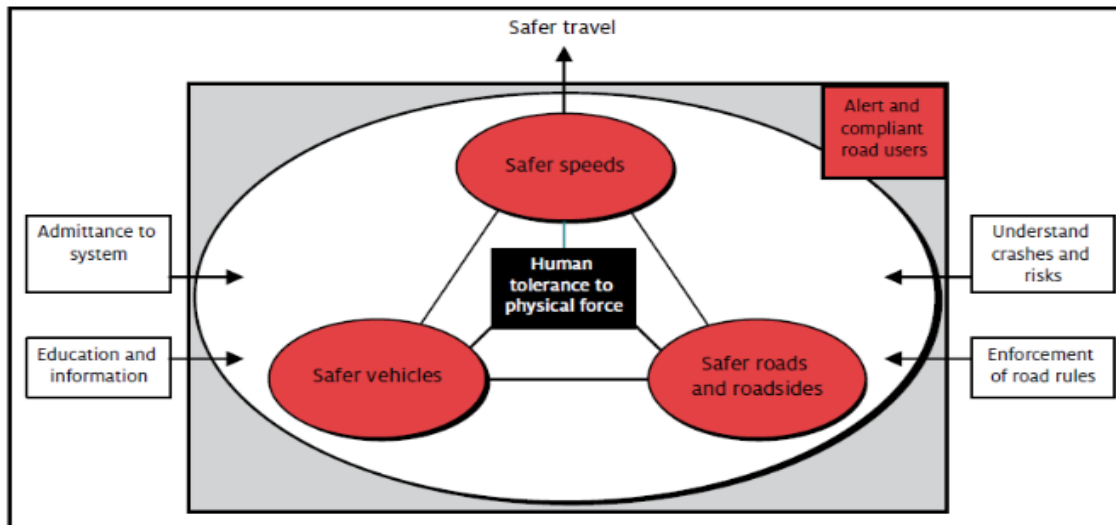 Safer travel
Alert and
compliant
road users
Safer speeds
Admittance to
system
Understand
crashes and
risks
Human
tolerance to
physical force
Education and
information
Safer vehicles
Safer roads
and roadsides
Enforcement
of road rules